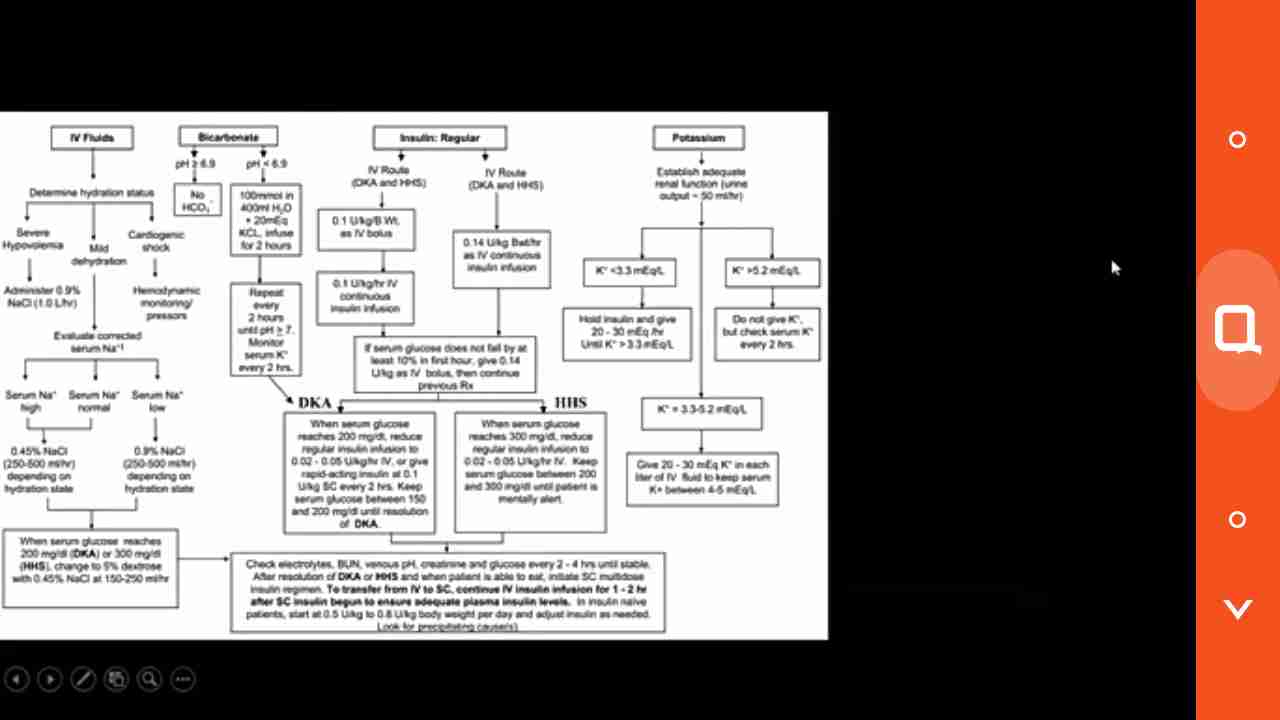 IV Fluids
Determine hydration status
Severe
Hypovolemia
Mild
dehydration
Cardiogenic
shock
Administer 0.9%
NaCl (1.0 L/hr)
Hemodynamic
monitoring/
pressors
Evaluate corrected
serum Na⁺¹
Serum Na⁺
high
Serum Na⁺
normal
Serum Na⁺
low
0.45% NaCl
(250-500 ml/hr)
depending on
hydration state
0.9% NaCl
(250-500 ml/hr)
depending on
hydration state
When serum glucose reaches
200 mg/dl (DKA) or 300 mg/dl
(HHS), change to 5% dextrose
with 0.45% NaCl at 150-250 ml/hr
Bicarbonate
pH ≥ 6.9
No
HCO₃⁻
pH < 6.9
100mmol in
400ml H₂O
+ 20mEq
KCL, infuse
for 2 hours
Repeat
every
2 hours
until pH ≥ 7.
Monitor
serum K⁺
every 2 hrs.
Insulin: Regular
IV Route
(DKA and HHS)
0.1 U/kg/B.Wt.
as IV bolus
0.1 U/kg/hr IV
continuous
insulin infusion
IV Route
(DKA and HHS)
0.14 U/kg Bwt/hr
as IV continuous
insulin infusion
If serum glucose does not fall by at
least 10% in first hour, give 0.14
U/kg as IV bolus, then continue
previous Rx
DKA
When serum glucose
reaches 200 mg/dl, reduce
regular insulin infusion to
0.02 - 0.05 U/kg/hr IV, or give
rapid-acting insulin at 0.1
U/kg SC every 2 hrs. Keep
serum glucose between 150
and 200 mg/dl until resolution
of DKA.
HHS
When serum glucose
reaches 300 mg/dl, reduce
regular insulin infusion to
0.02 - 0.05 U/kg/hr IV. Keep
serum glucose between 200
and 300 mg/dl until patient is
mentally alert.
Potassium
Establish adequate
renal function (urine
output ~ 50 ml/hr)
K⁺ <3.3 mEq/L
Hold insulin and give
20 - 30 mEq /hr
Until K⁺ > 3.3 mEq/L
K⁺ >5.2 mEq/L
Do not give K⁺,
but check serum K⁺
every 2 hrs.
K⁺ = 3.3-5.2 mEq/L
Give 20 - 30 mEq K⁺ in each
liter of IV fluid to keep serum
K+ between 4-5 mEq/L
Check electrolytes, BUN, venous pH, creatinine and glucose every 2 - 4 hrs until stable.
After resolution of DKA or HHS and when patient is able to eat, initiate SC multidose
insulin regimen. To transfer from IV to SC, continue IV insulin infusion for 1 - 2 hr
after SC insulin begun to ensure adequate plasma insulin levels. In insulin naïve
patients, start at 0.5 U/kg to 0.8 U/kg body weight per day and adjust insulin as needed.
Look for precipitating cause(s).